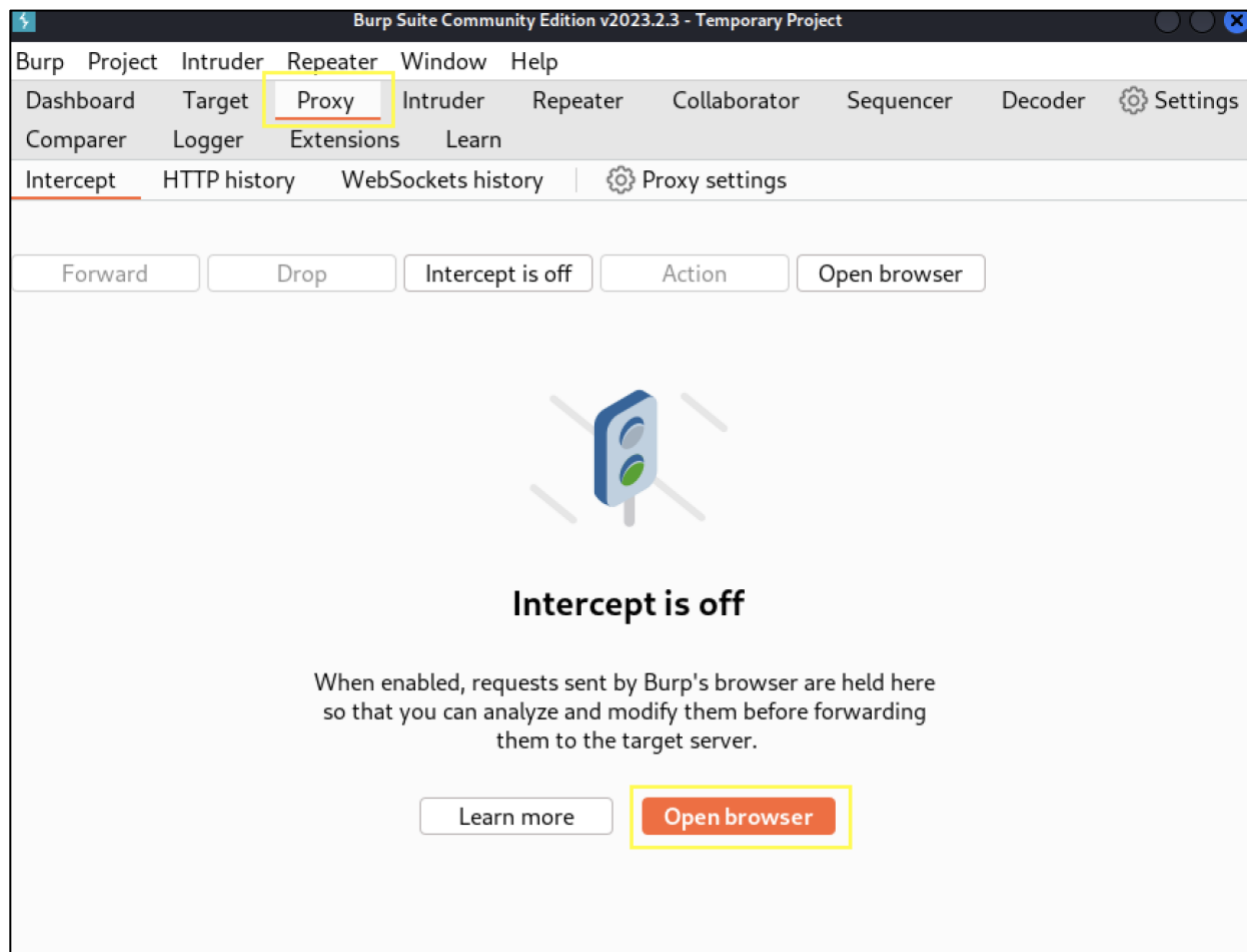 Burp Suite Community Edition v2023.2.3 - Temporary Project
Burp Project Intruder Repeater Window Help
Dashboard Target Proxy Intruder Repeater Collaborator Sequencer Decoder Settings
Comparer Logger Extensions Learn
Intercept HTTP history WebSockets history Proxy settings
Forward Drop Intercept is off Action Open browser
Intercept is off
When enabled, requests sent by Burp's browser are held here
so that you can analyze and modify them before forwarding
them to the target server.
Learn more Open browser